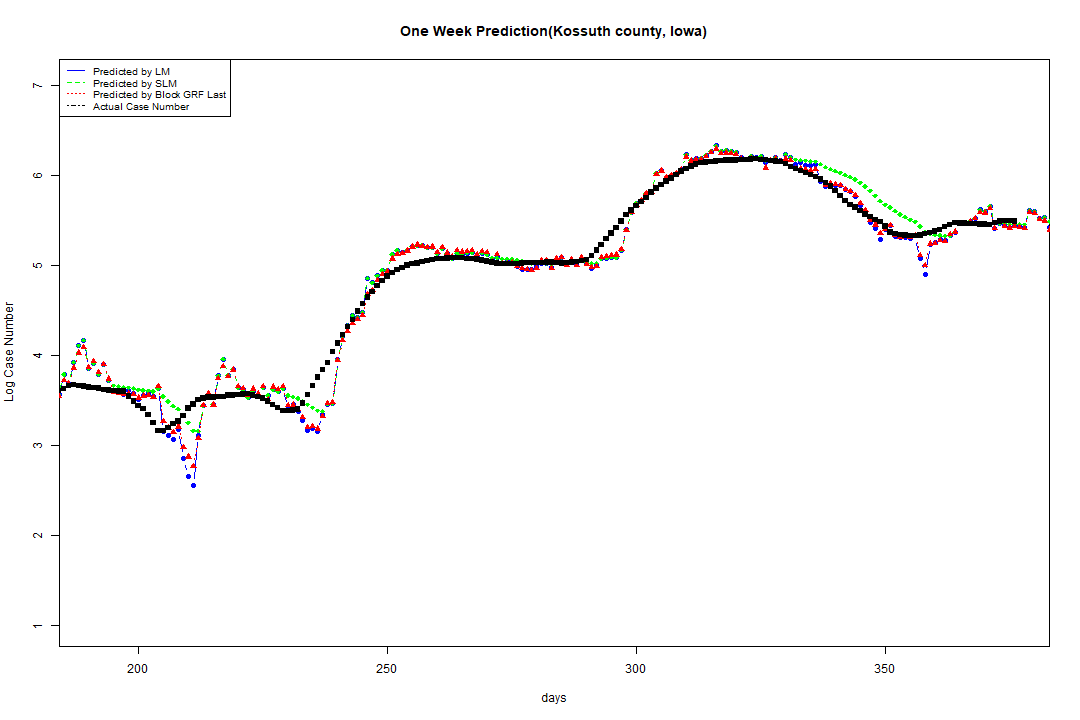 One Week Prediction(Kossuth county, Iowa)
Predicted by LM
Predicted by SLM
Predicted by Block GRF Last
Actual Case Number
7
6
5
4
3
2
1
Log Case Number
200 250 300 350
days